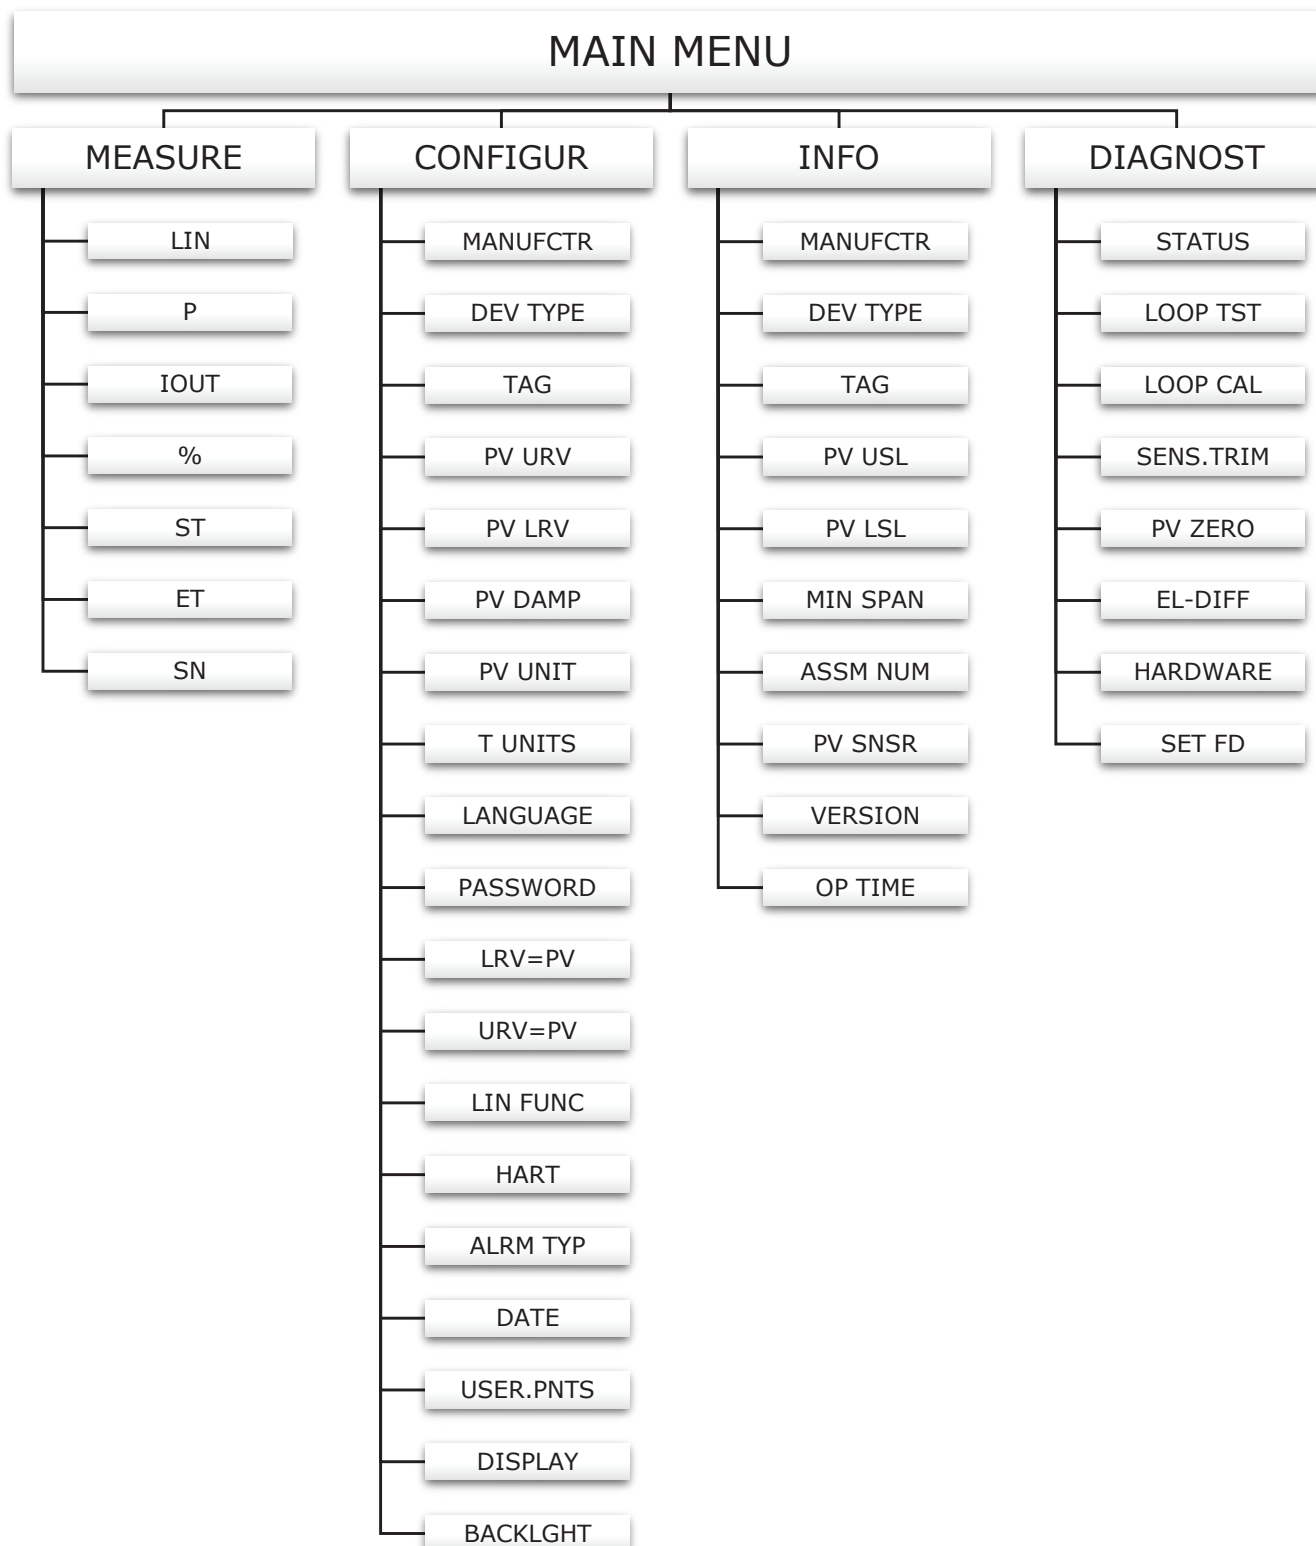 MAIN MENU
MEASURE
LIN
P
IOUT
%
ST
ET
SN
CONFIGUR
MANUFCTR
DEV TYPE
TAG
PV URV
PV LRV
PV DAMP
PV UNIT
T UNITS
LANGUAGE
PASSWORD
LRV=PV
URV=PV
LIN FUNC
HART
ALRM TYP
DATE
USER.PNTS
DISPLAY
BACKLGHT
INFO
MANUFCTR
DEV TYPE
TAG
PV USL
PV LSL
MIN SPAN
ASSM NUM
PV SNSR
VERSION
OP TIME
DIAGNOST
STATUS
LOOP TST
LOOP CAL
SENS.TRIM
PV ZERO
EL-DIFF
HARDWARE
SET FD